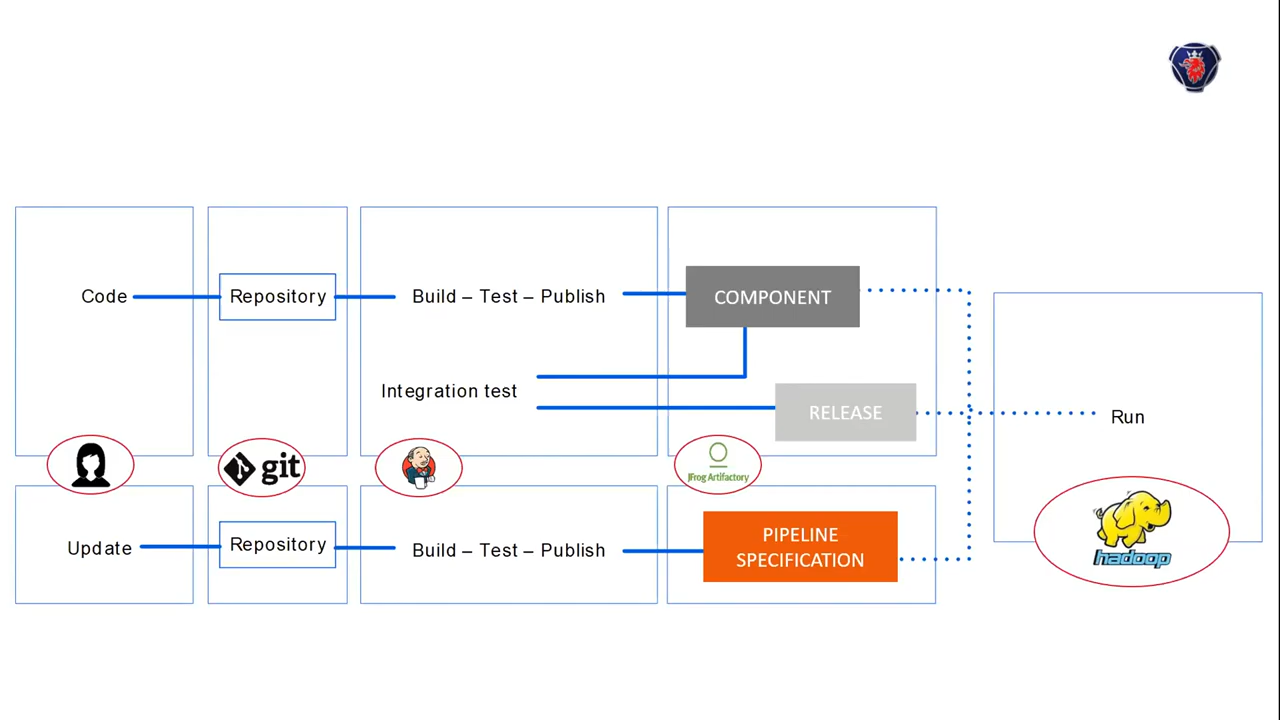 Code
Repository
Build – Test – Publish
COMPONENT
Integration test
RELEASE
Run
git
JFrog Artifactory
Update
Repository
Build – Test – Publish
PIPELINE
SPECIFICATION
hadoop